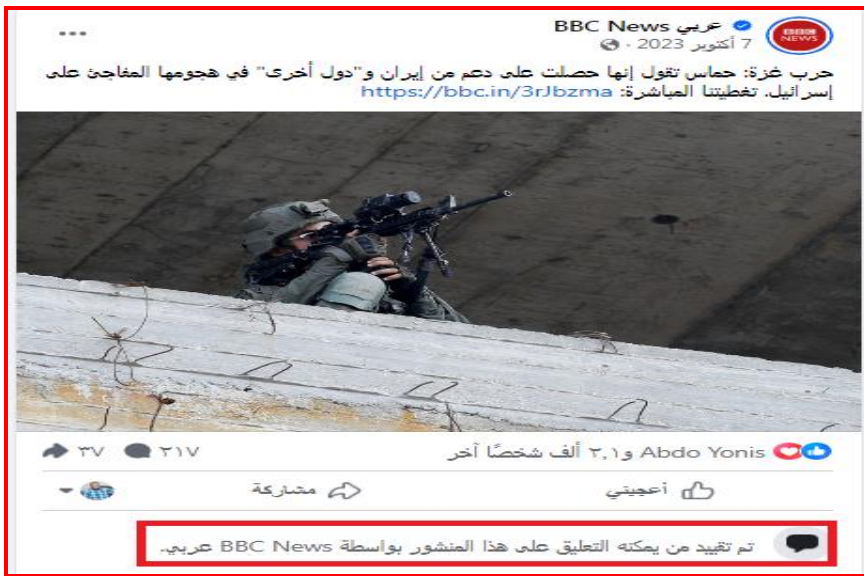 BBC News عربي
7 أكتوبر 2023
حرب غزة: حماس تقول إنها حصلت على دعم من إيران و"دول أخرى" في هجومها المفاجئ على
إسرائيل. تغطيتنا المباشرة: https://bbc.in/3rJbzma
Abdo Yonis و٢,١ ألف شخصًا آخر
٢١٧
٣٧
أعجبني
مشاركة
تم تقييد من يمكنه التعليق على هذا المنشور بواسطة BBC News عربي.